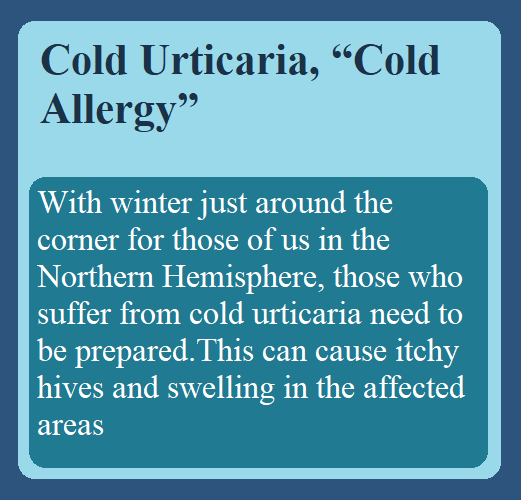 Cold Urticaria, “Cold
Allergy”
With winter just around the
corner for those of us in the
Northern Hemisphere, those who
suffer from cold urticaria need to
be prepared.This can cause itchy
hives and swelling in the affected
areas